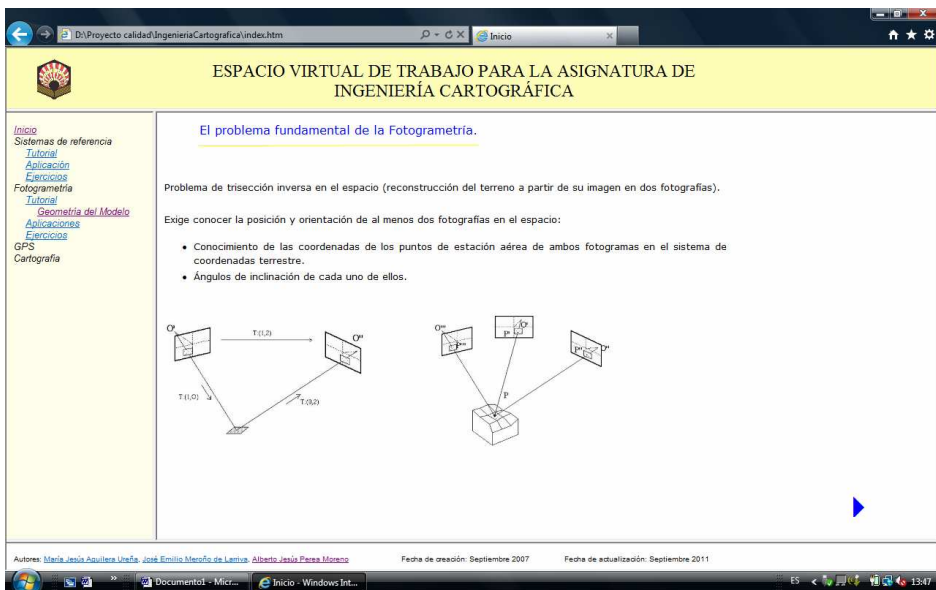 D:\Proyecto calidad\IngenieriaCartografica\index.htm
Inicio
ESPACIO VIRTUAL DE TRABAJO PARA LA ASIGNATURA DE
INGENIERÍA CARTOGRÁFICA
Inicio
Sistemas de referencia
Tutorial
Aplicación
Ejercicios
Fotogrametría
Tutorial
Geometría del Modelo
Aplicaciones
Ejercicios
GPS
Cartografía
El problema fundamental de la Fotogrametría.
Problema de trisección inversa en el espacio (reconstrucción del terreno a partir de su imagen en dos fotografías).
Exige conocer la posición y orientación de al menos dos fotografías en el espacio:
• Conocimiento de las coordenadas de los puntos de estación aérea de ambos fotogramas en el sistema de
coordenadas terrestre.
• Ángulos de inclinación de cada uno de ellos.
O'
T:(1,2)
O''
T:(1,O)
O'''
P'
O'
P''
O''
P
Autores: María Jesús Aguilera Ureña, José Emilio Meroño de Larriva, Alberto Jesús Perea Moreno
Fecha de creación: Septiembre 2007
Fecha de actualización: Septiembre 2011
Documento1 - Micr...
Inicio - Windows Int...
ES
13:47